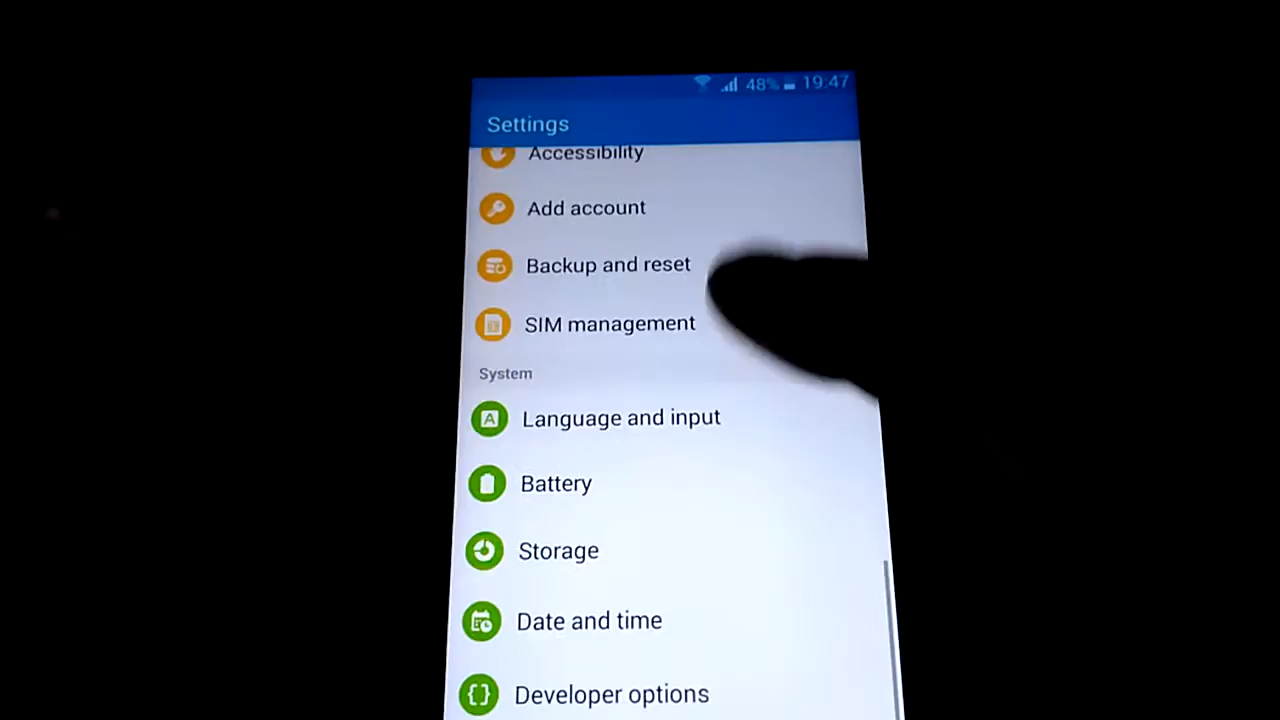 48% 19:47
Settings
Accessibility
Add account
Backup and reset
SIM management
System
Language and input
Battery
Storage
Date and time
Developer options